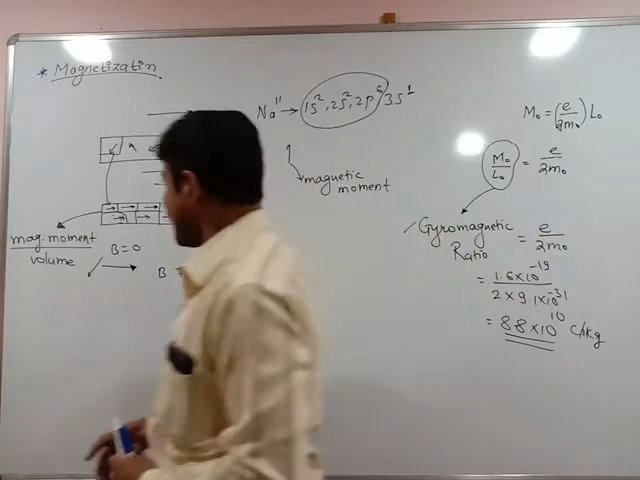 * Magnetization
Na¹¹ → 1s², 2s², 2p⁶, 3s¹
magnetic
moment
mag. moment
volume
B = 0
B
M₀ = (e/2m₀) L₀
M₀/L₀ = e/2m₀
Gyromagnetic
Ratio = e/2m₀
= 1.6×10⁻¹⁹
2×9.1×10⁻³¹
= 8.8×10¹⁰ C/kg